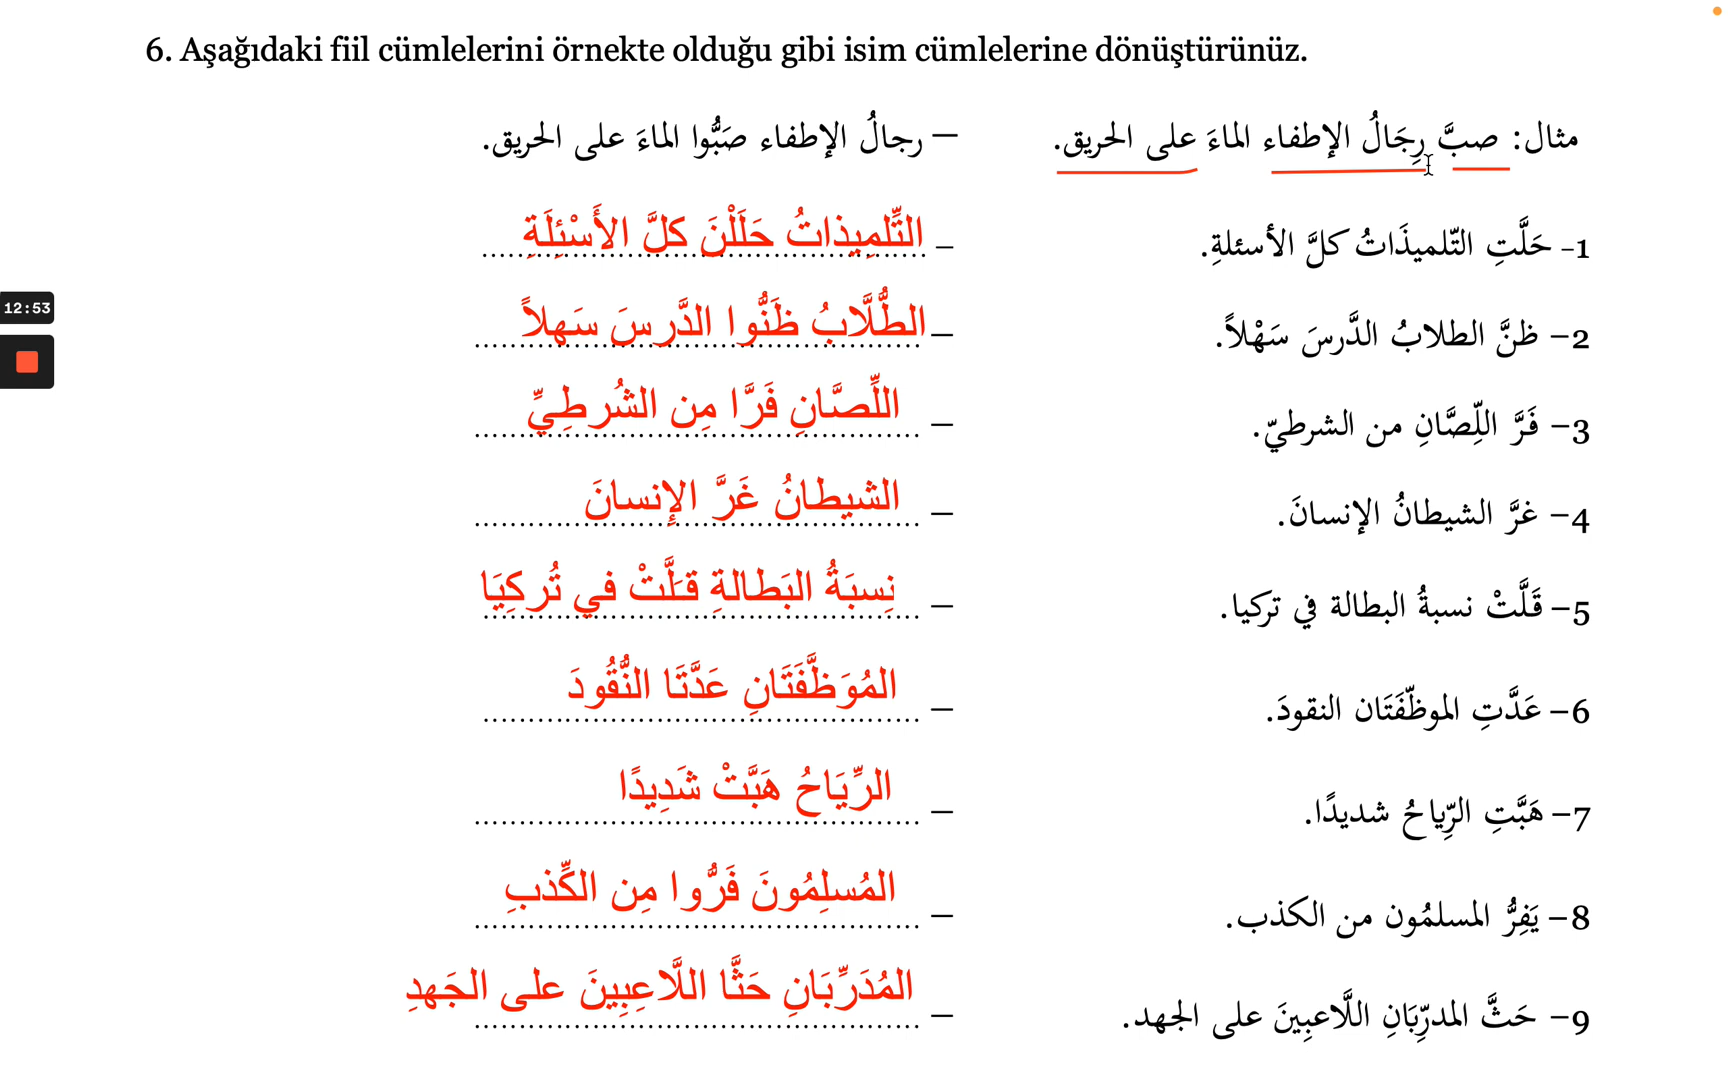 6. Aşağıdaki fiil cümlelerini örnekte olduğu gibi isim cümlelerine dönüştürünüz.
مثال: صبَّ رِجَالُ الإطفاء الماءَ على الحريق.
– رجالُ الإطفاء صَبُّوا الماءَ على الحريق.
1- حَلَّتِ التّلميذَاتُ كلَّ الأسئلةِ.
– التِّلمِيذاتُ حَلَلْنَ كلَّ الأَسْئِلَةِ
2– ظنَّ الطلابُ الدَّرسَ سَهْلاً.
– الطُّلَّابُ ظَنُّوا الدَّرسَ سَهلاً
3– فَرَّ اللِّصَّانِ من الشرطيّ.
– اللِّصَّانِ فَرَّا مِن الشُرطِيِّ
4– غرَّ الشيطانُ الإنسانَ.
– الشيطانُ غَرَّ الإنسانَ
5– قَلَّتْ نسبةُ البطالة في تركيا.
– نِسبَةُ البَطالةِ قَلَّتْ في تُركِيَا
6– عَدَّتِ الموظّفَتَان النقودَ.
– المُوَظَّفَتَانِ عَدَّتَا النُّقُودَ
7– هَبَّتِ الرِّياحُ شديدًا.
– الرِّيَاحُ هَبَّتْ شَدِيدًا
8– يَفِرُّ المسلمُون من الكذب.
– المُسلِمُونَ فَرُّوا مِن الكِّذبِ
9– حَثَّ المدرِّبَانِ اللَّاعبِينَ على الجهد.
– المُدَرِّبَانِ حَثَّا اللَّاعِبِينَ على الجَهدِ
12:53